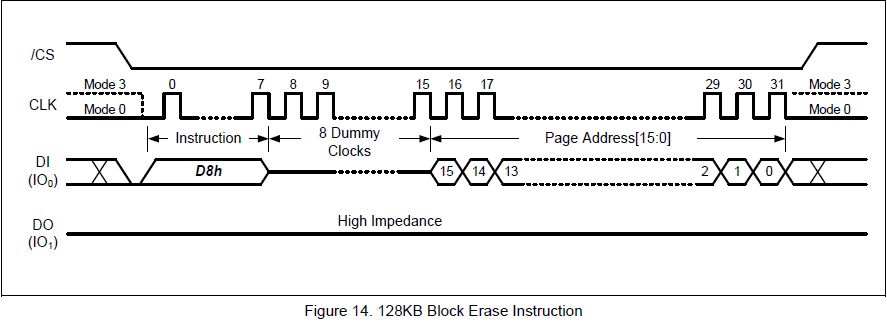 /CS
Mode 3 0 7 8 9 15 16 17 29 30 31 Mode 3
CLK
Mode 0 Mode 0
Instruction 8 Dummy Clocks Page Address[15:0]
DI
(IO0)
D8h 15 14 13 2 1 0
High Impedance
DO
(IO1)
Figure 14. 128KB Block Erase Instruction